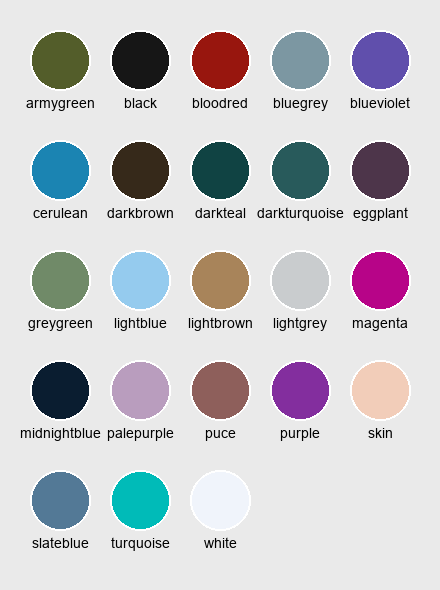 armygreen black bloodred bluegrey blueviolet
cerulean darkbrown darkteal darkturquoise eggplant
greygreen lightblue lightbrown lightgrey magenta
midnightblue palepurple puce purple skin
slateblue turquoise white